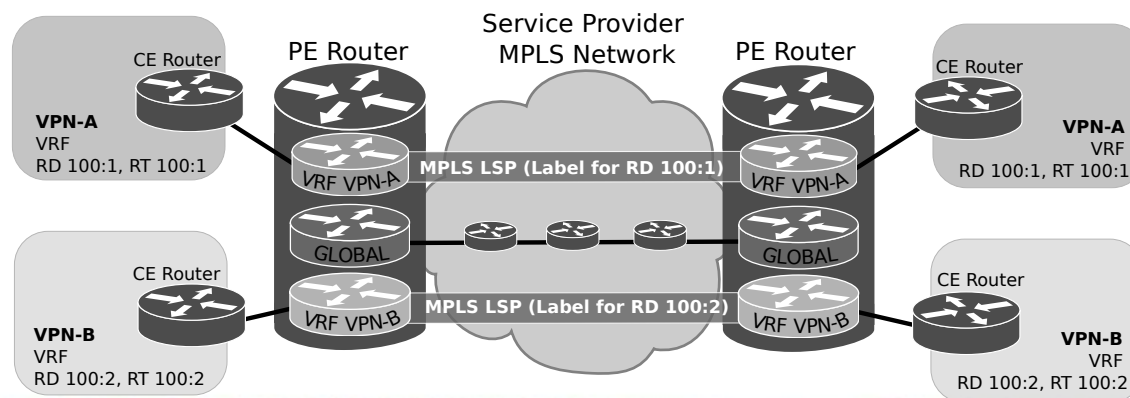 Service Provider
MPLS Network
PE Router
PE Router
CE Router
VPN-A
VRF
RD 100:1, RT 100:1
CE Router
VPN-A
VRF
RD 100:1, RT 100:1
VRF VPN-A
MPLS LSP (Label for RD 100:1)
VRF VPN-A
GLOBAL
GLOBAL
CE Router
VPN-B
VRF
RD 100:2, RT 100:2
VRF VPN-B
MPLS LSP (Label for RD 100:2)
VRF VPN-B
CE Router
VPN-B
VRF
RD 100:2, RT 100:2